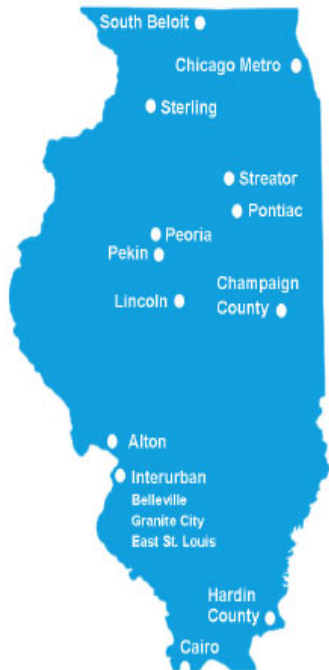 South Beloit
Chicago Metro
Sterling
Streator
Pontiac
Peoria
Pekin
Champaign
County
Lincoln
Alton
Interurban
Belleville
Granite City
East St. Louis
Hardin
County
Cairo